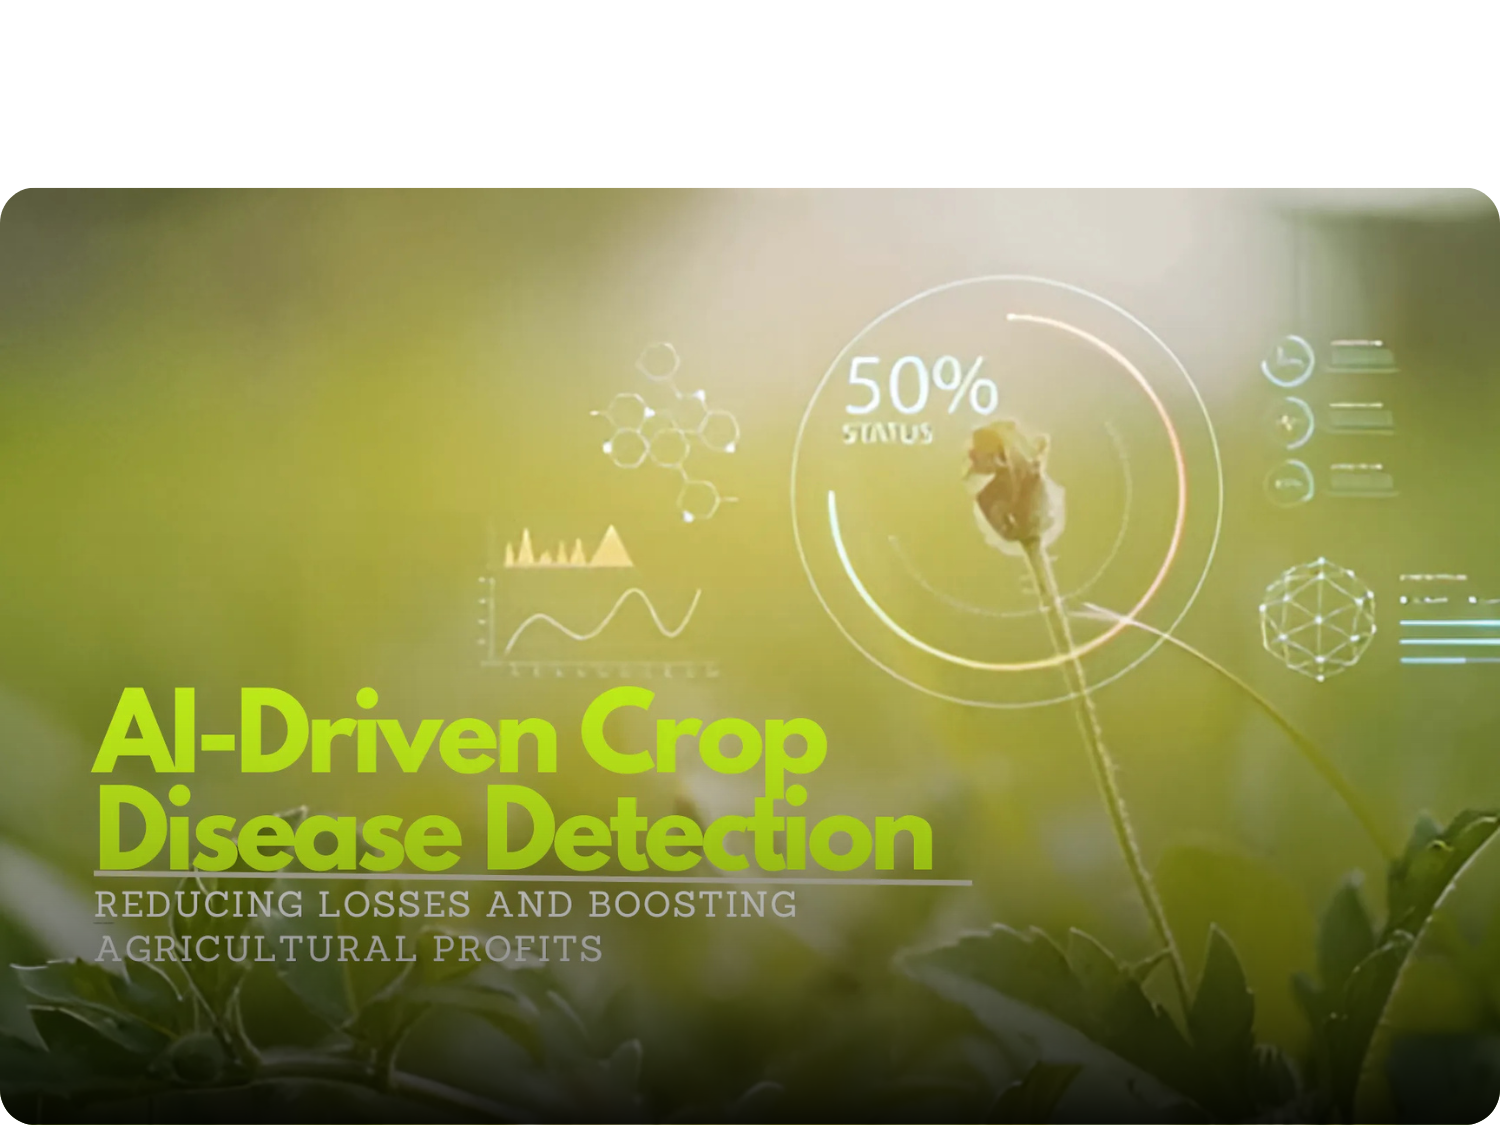 50%
STATUS
AI-Driven Crop
Disease Detection
REDUCING LOSSES AND BOOSTING
AGRICULTURAL PROFITS